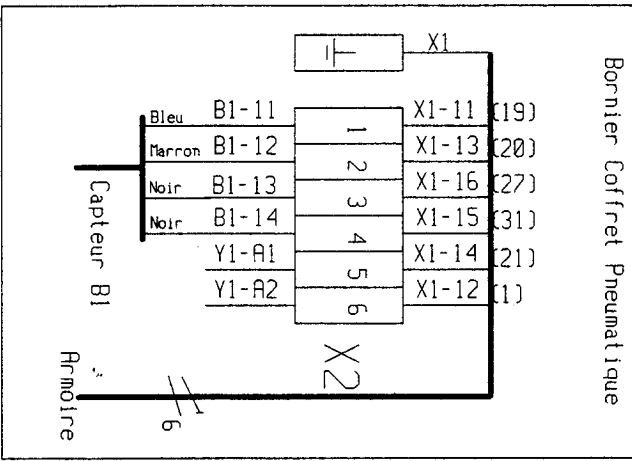 Bornier Coffret Pneumatique
X1
Bleu B1-11 1 X1-11 (19)
Marron B1-12 2 X1-13 (20)
Noir B1-13 3 X1-16 (27)
Noir B1-14 4 X1-15 (31)
Y1-A1 5 X1-14 (21)
Y1-A2 6 X1-12 (1)
X2
Capteur B1
Armoire
6